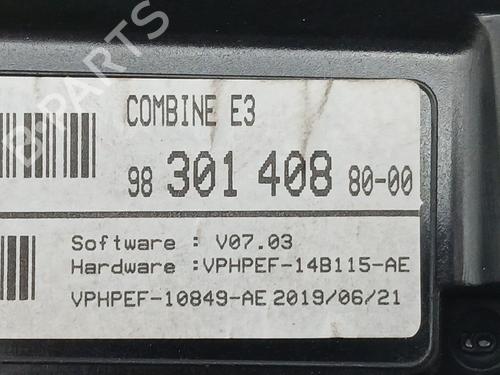 COMBINE E3
98 301 408 80-00
Software : V07.03
Hardware :VPHPEF-14B115-AE
VPHPEF-10849-AE 2019/06/21
BPARTS